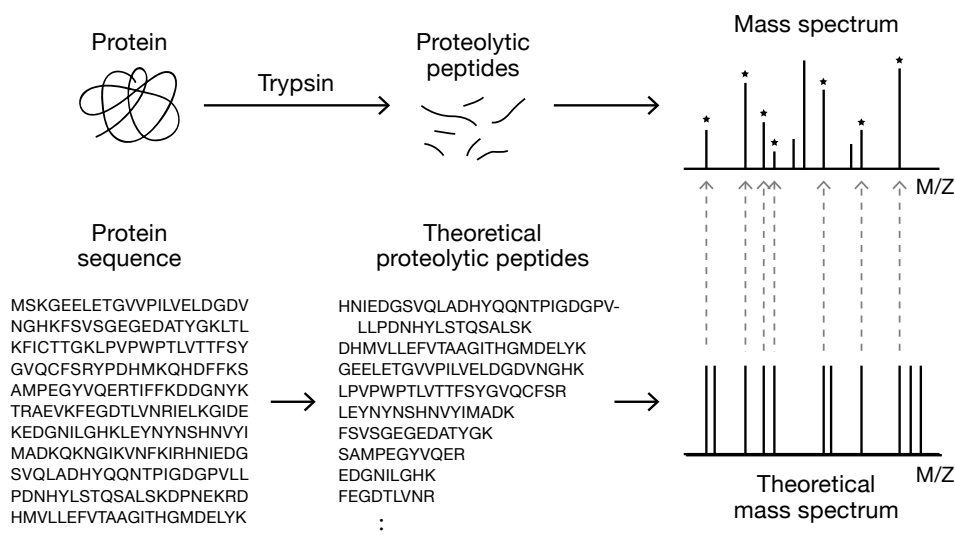 Protein
Trypsin
Proteolytic
peptides
Mass spectrum
M/Z
Protein
sequence
MSKGEELETGVVPILVELDGDV
NGHKFSVSGEGEDATYGKLTL
KFICTTGKLPVPWPTLVTTFSY
GVQCFSRYPDHMKQHDFFKS
AMPEGYVQERTIFFKDDGNYK
TRAEVKFEGDTLVNRIELKGIDE
KEDGNILGHKLEYNYNSHNVYI
MADKQKNGIKVNFKIRHNIEDG
SVQLADHYQQNTPIGDGPVLL
PDNHYLSTQSALSKDPNEKRD
HMVLLEFVTAAGITHGMDELYK
Theoretical
proteolytic peptides
HNIEDGSVQLADHYQQNTPIGDGPV-
LLPDNHYLSTQSALSK
DHMVLLEFVTAAGITHGMDELYK
GEELETGVVPILVELDGDVNGHK
LPVPWPTLVTTFSYGVQCFSR
LEYNYNSHNVYIMADK
FSVSGEGEDATYGK
SAMPEGYVQER
EDGNILGHK
FEGDTLVNR
:
M/Z
Theoretical
mass spectrum